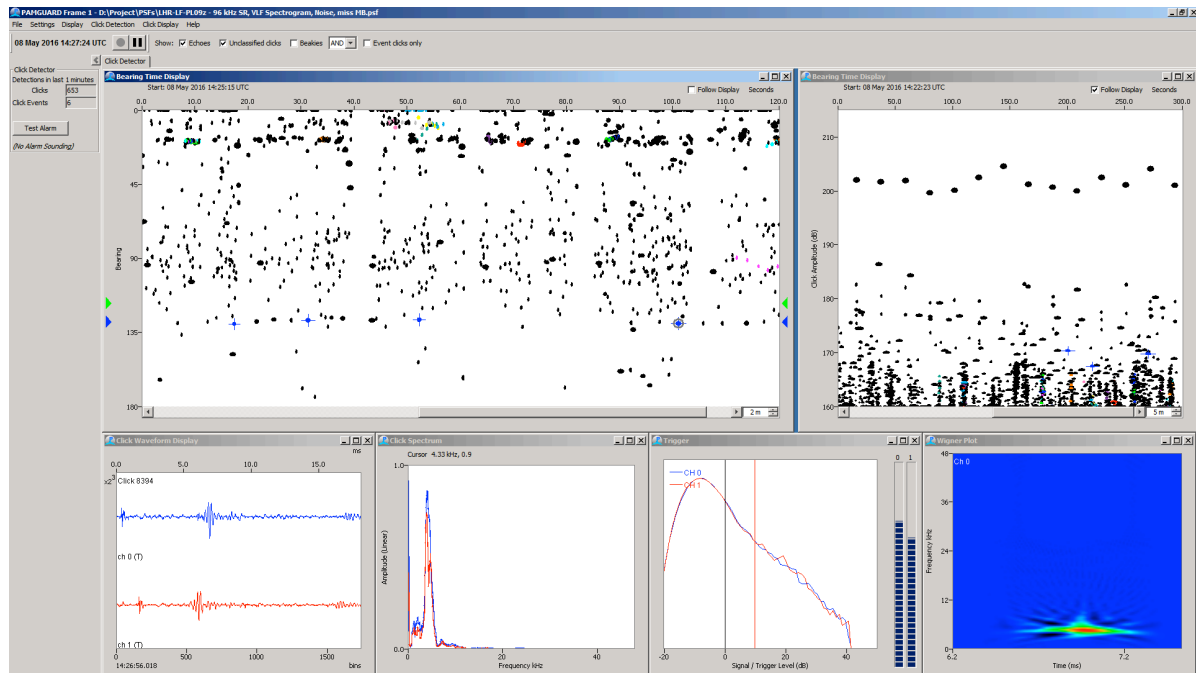 PAMGUARD Frame 1 - D:\Project\PSFs\LHR-LF-PL09z - 96 kHz SR, VLF Spectrogram, Noise, miss MB.psf
File Settings Display Click Detection Click Display Help
08 May 2016 14:27:24 UTC Show: Echoes Unclassified clicks Beakies AND Event clicks only
Click Detector
Detections in last 1 minutes
Clicks 653
Click Events 6
Test Alarm
(No Alarm Sounding)
Click Detector
Bearing Time Display
Start: 08 May 2016 14:25:15 UTC Follow Display Seconds
0.0 10.0 20.0 30.0 40.0 50.0 60.0 70.0 80.0 90.0 100.0 110.0 120.0
0
45
90
135
180
Bearing
2 m
Bearing Time Display
Start: 08 May 2016 14:22:23 UTC Follow Display Seconds
0.0 50.0 100.0 150.0 200.0 250.0 300.0
210
200
190
180
170
160
Click Amplitude (dB)
5 m
Click Waveform Display
ms
0.0 5.0 10.0 15.0
x2^3 Click 8394
ch 0 (T)
ch 1 (T)
14:26:56.018 bins
0 500 1000 1500
Click Spectrum
Cursor 4.33 kHz, 0.9
1.0
Amplitude (Linear)
0.0
0 24 48
Frequency kHz
Trigger
0 1
CH 0
CH 1
-20 0 20 40
Signal / Trigger Level (dB)
Wigner Plot
Ch 0
48
36
24
12
0
Frequency kHz
6.2 7.2
Time (ms)